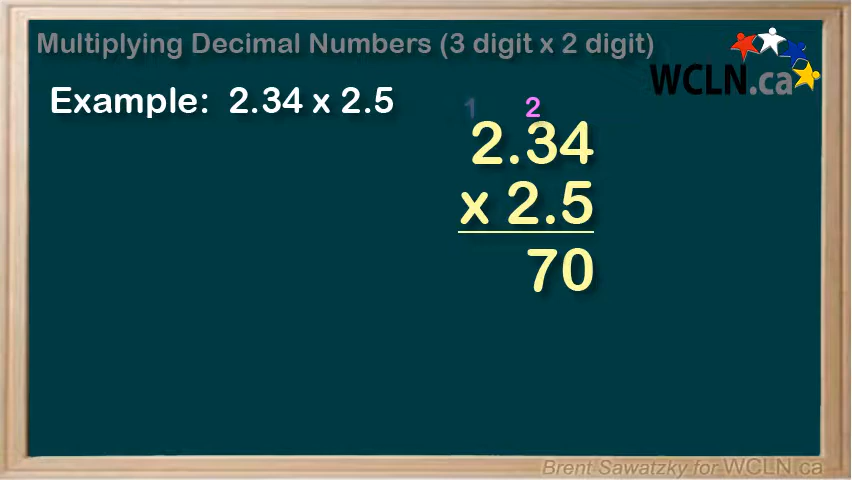 Multiplying Decimal Numbers (3 digit x 2 digit)
WCLN.ca
Example: 2.34 x 2.5
1 2
2.34
x 2.5
70
Brent Sawatzky for WCLN.ca